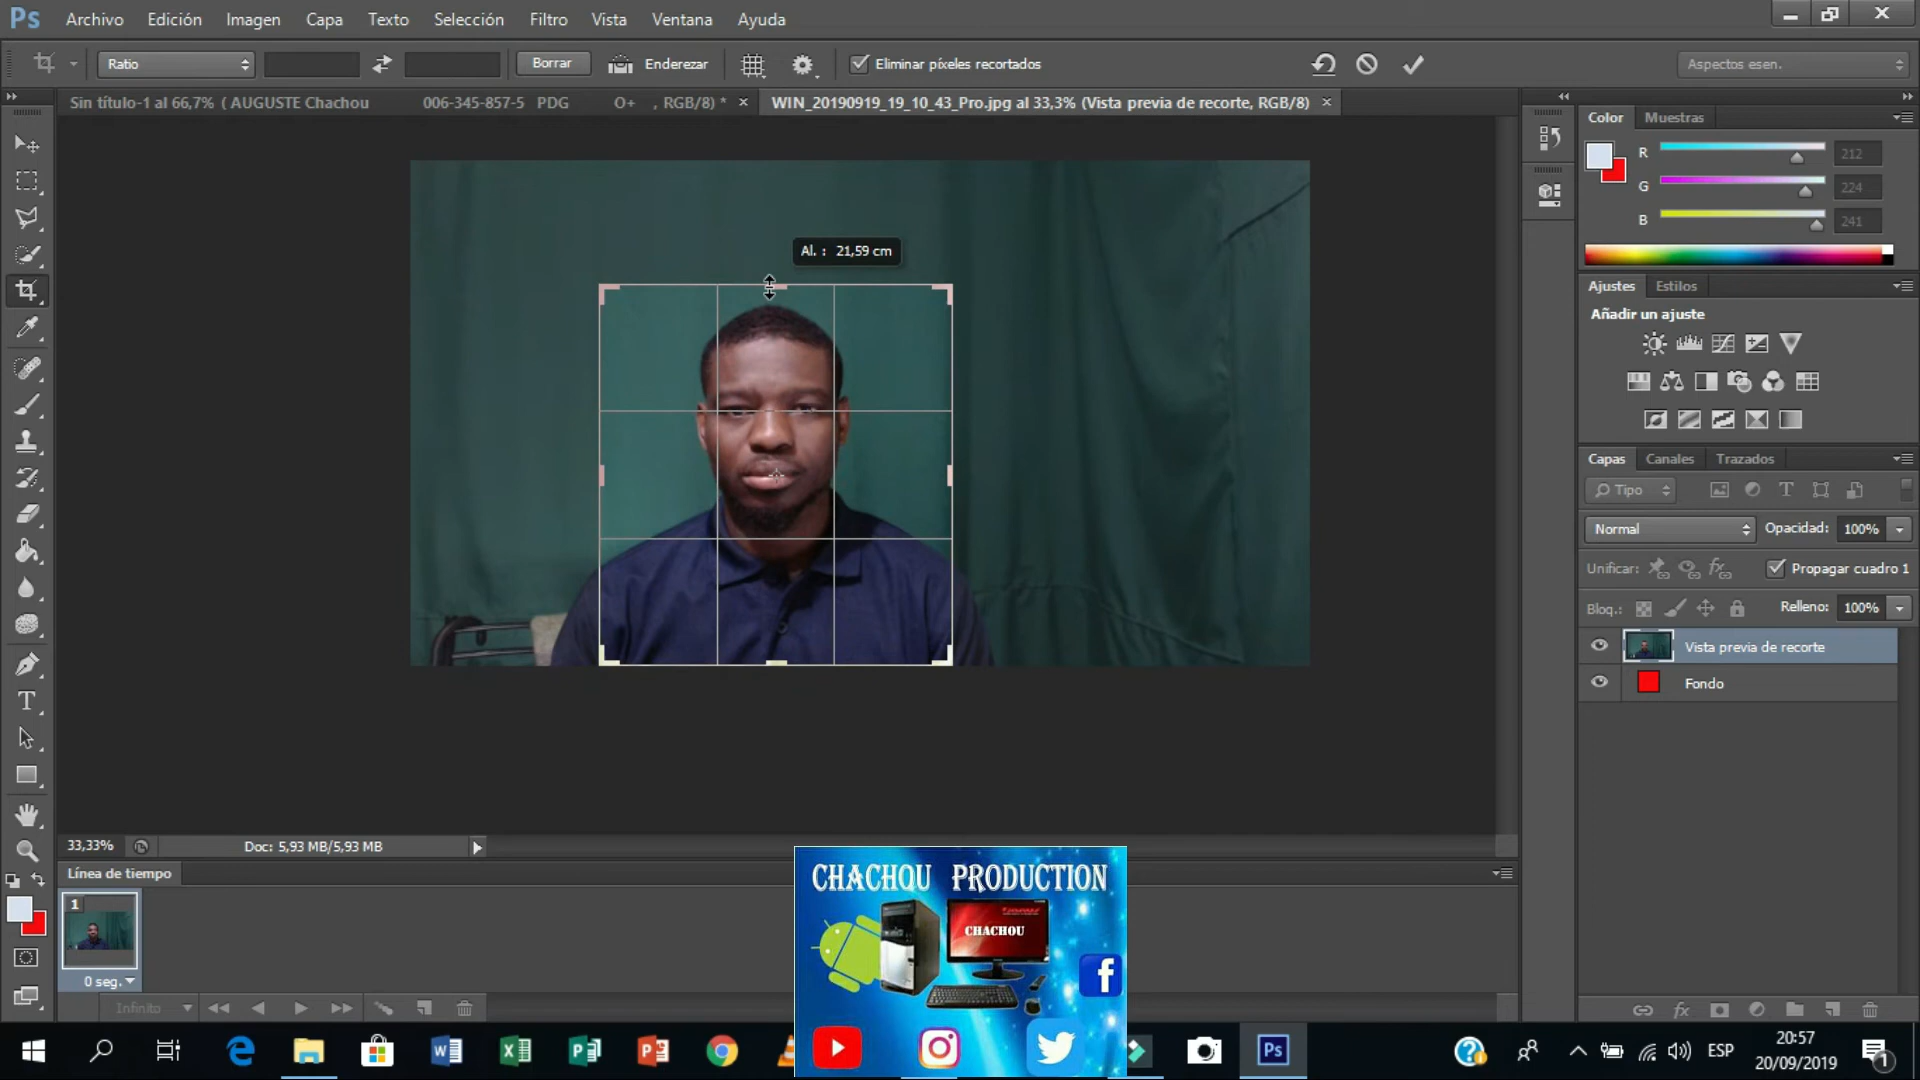 Ps Archivo Edición Imagen Capa Texto Selección Filtro Vista Ventana Ayuda
Ratio Borrar Enderezar Eliminar píxeles recortados Aspectos esen.
Sin título-1 al 66,7% ( AUGUSTE Chachou 006-345-857-5 PDG O+ , RGB/8) * × WIN_20190919_19_10_43_Pro.jpg al 33,3% (Vista previa de recorte, RGB/8) ×
Color Muestras
R 212
G 224
B 241
Al. : 21,59 cm
Ajustes Estilos
Añadir un ajuste
Capas Canales Trazados
Tipo
Normal Opacidad: 100%
Unificar: Propagar cuadro 1
Bloq.: Relleno: 100%
Vista previa de recorte
Fondo
33,33% Doc: 5,93 MB/5,93 MB
Línea de tiempo
1
0 seg.
Infinito
CHACHOU PRODUCTION
CHACHOU
Ps
ESP
20:57
20/09/2019
1